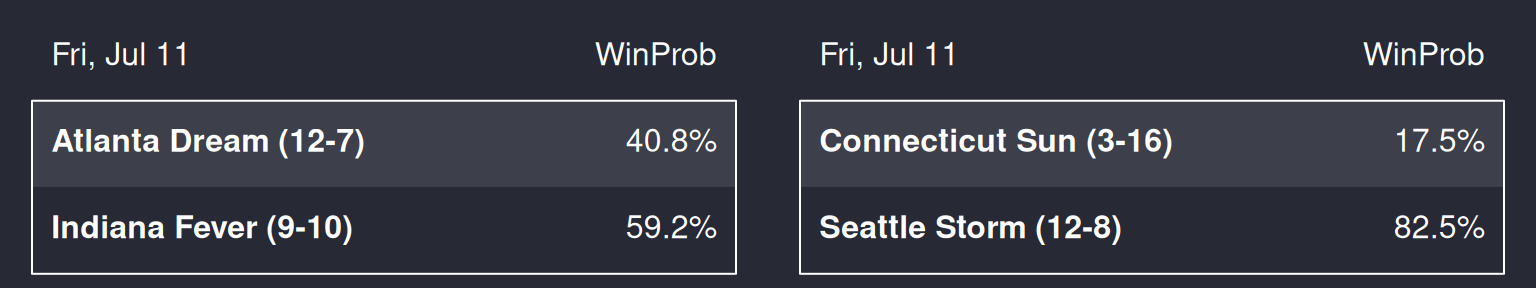 Fri, Jul 11 WinProb
Atlanta Dream (12-7) 40.8%
Indiana Fever (9-10) 59.2%
Fri, Jul 11 WinProb
Connecticut Sun (3-16) 17.5%
Seattle Storm (12-8) 82.5%